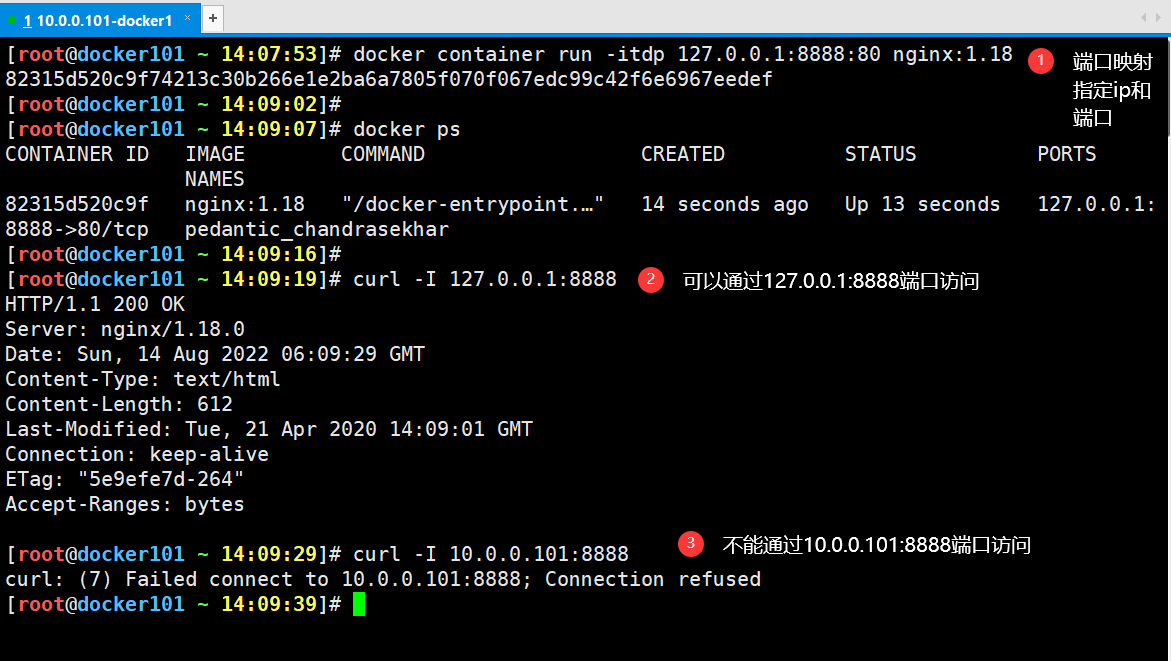 1 10.0.0.101-docker1 × +
[root@docker101 ~ 14:07:53]# docker container run -itdp 127.0.0.1:8888:80 nginx:1.18
1 端口映射
指定ip和
端口
82315d520c9f74213c30b266e1e2ba6a7805f070f067edc99c42f6e6967eedef
[root@docker101 ~ 14:09:02]#
[root@docker101 ~ 14:09:07]# docker ps
CONTAINER ID   IMAGE        COMMAND                  CREATED          STATUS          PORTS
NAMES
82315d520c9f   nginx:1.18   "/docker-entrypoint.…"   14 seconds ago   Up 13 seconds   127.0.0.1:
8888->80/tcp   pedantic_chandrasekhar
[root@docker101 ~ 14:09:16]#
[root@docker101 ~ 14:09:19]# curl -I 127.0.0.1:8888 2 可以通过127.0.0.1:8888端口访问
HTTP/1.1 200 OK
Server: nginx/1.18.0
Date: Sun, 14 Aug 2022 06:09:29 GMT
Content-Type: text/html
Content-Length: 612
Last-Modified: Tue, 21 Apr 2020 14:09:01 GMT
Connection: keep-alive
ETag: "5e9efe7d-264"
Accept-Ranges: bytes
[root@docker101 ~ 14:09:29]# curl -I 10.0.0.101:8888 3 不能通过10.0.0.101:8888端口访问
curl: (7) Failed connect to 10.0.0.101:8888; Connection refused
[root@docker101 ~ 14:09:39]#